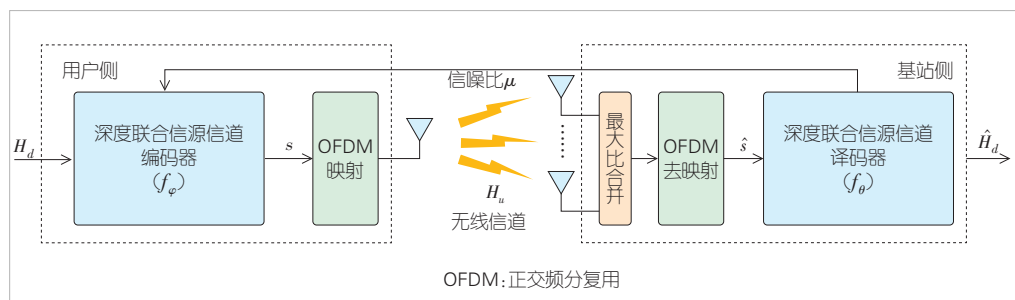 用户侧
基站侧
信噪比μ
H_d
深度联合信源信道
编码器
(f_φ)
s
OFDM
映射
H_u
无线信道
最大比合并
OFDM
去映射
ŝ
深度联合信源信道
译码器
(f_θ)
Ĥ_d
OFDM：正交频分复用